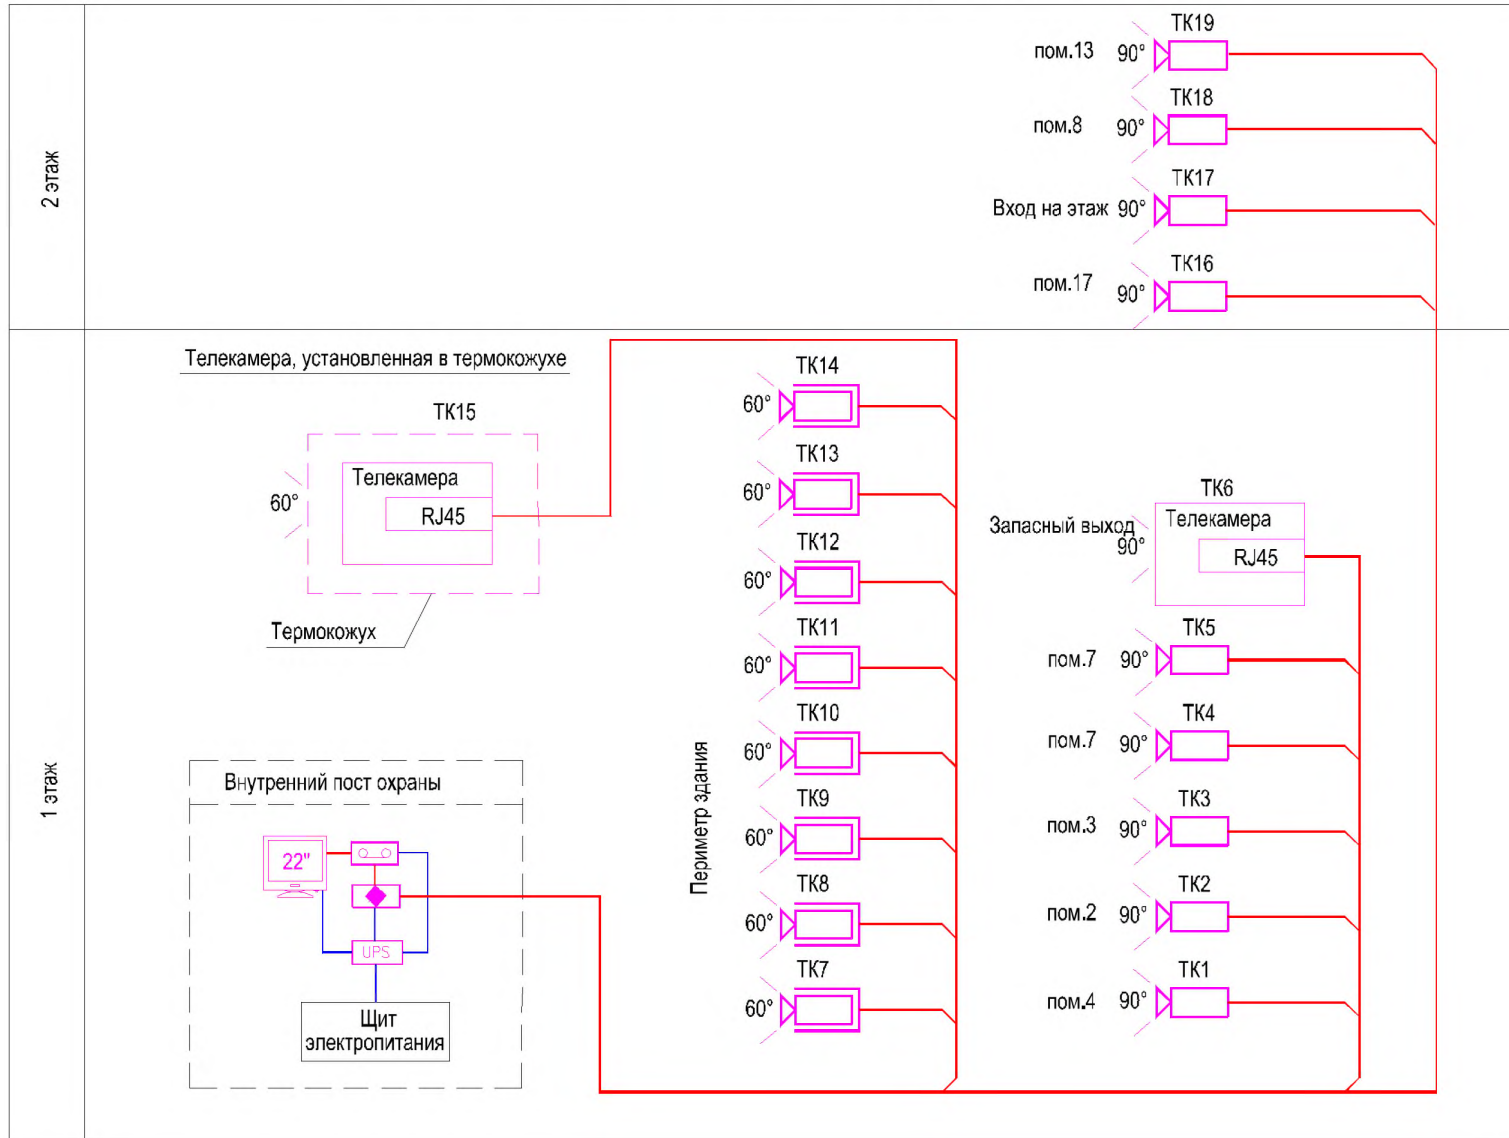 2 этаж
ТК19
пом.13 90°
ТК18
пом.8 90°
ТК17
Вход на этаж 90°
ТК16
пом.17 90°
1 этаж
Телекамера, установленная в термокожухе
ТК15
Телекамера
60°
RJ45
Термокожух
Внутренний пост охраны
22"
UPS
Щит
электропитания
Периметр здания
ТК14
60°
ТК13
60°
ТК12
60°
ТК11
60°
ТК10
60°
ТК9
60°
ТК8
60°
ТК7
60°
ТК6
Запасный выход
90°
Телекамера
RJ45
ТК5
пом.7 90°
ТК4
пом.7 90°
ТК3
пом.3 90°
ТК2
пом.2 90°
ТК1
пом.4 90°